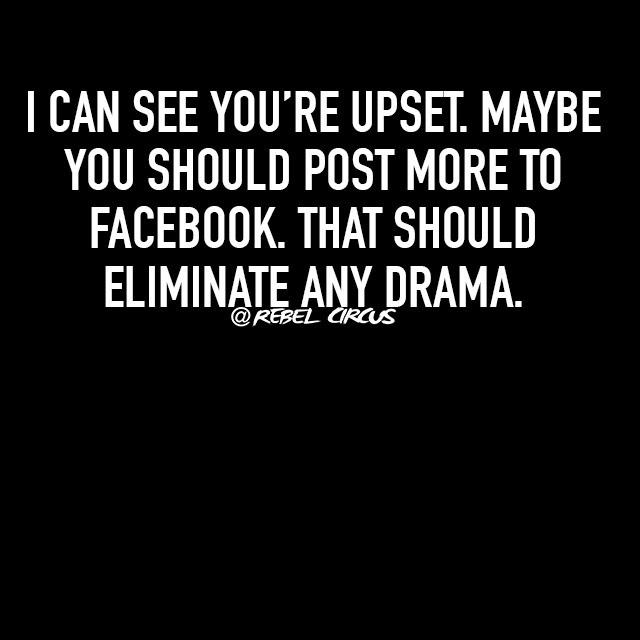 I CAN SEE YOU'RE UPSET. MAYBE
YOU SHOULD POST MORE TO
FACEBOOK. THAT SHOULD
ELIMINATE ANY DRAMA.
@REBEL CIRCUS